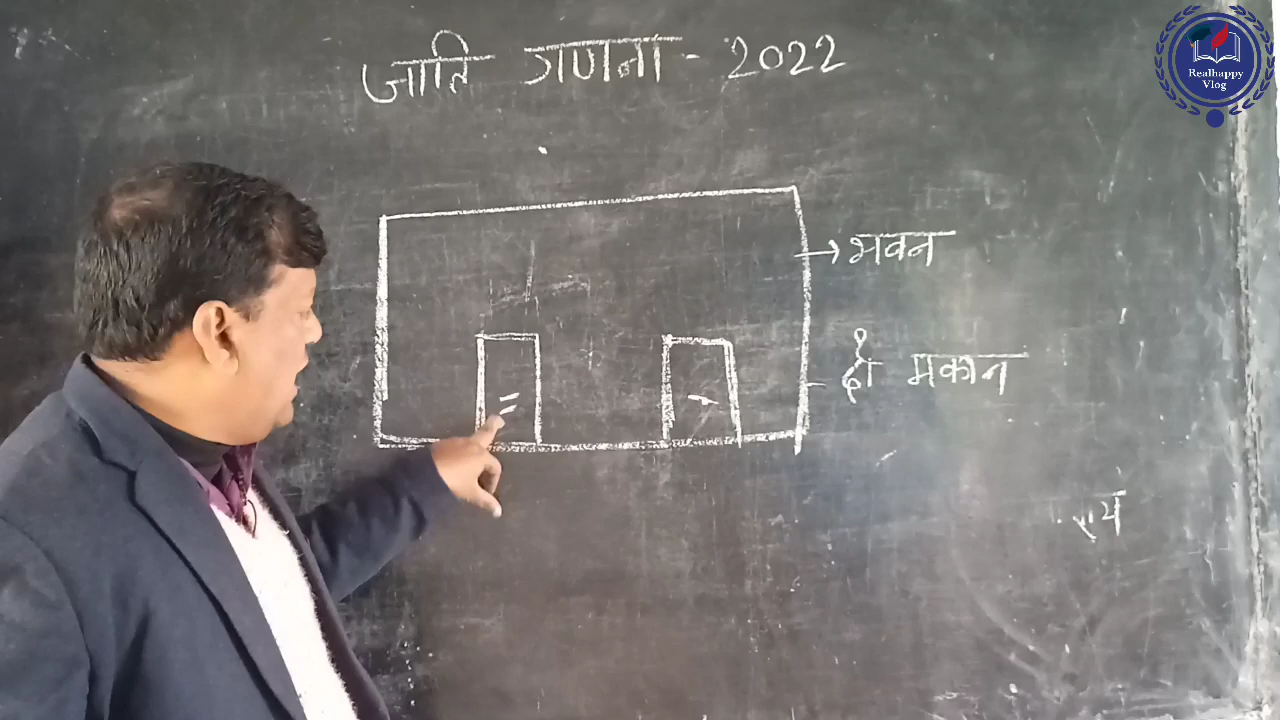 जाति गणना - 2022
Realhappy
Vlog
→ भवन
- दो मकान